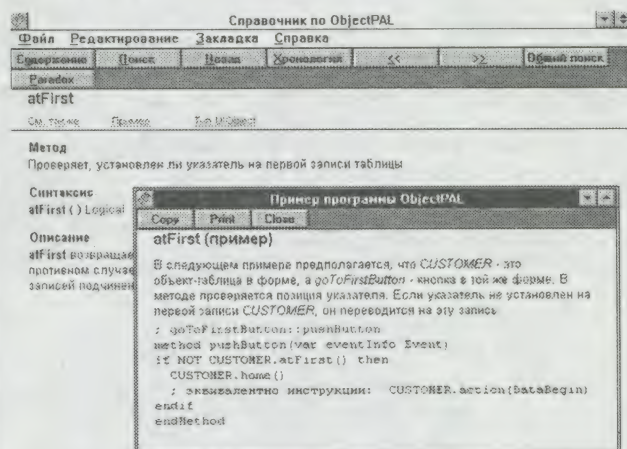 Справочник по ObjectPAL
Файл Редактирование Закладка Справка
Содержание Поиск Назад Хронология << >> Общий поиск
Paradox
atFirst
См. также Пример Тип UIObject
Метод
Проверяет, установлен ли указатель на первой записи таблицы
Синтаксис
atFirst ( ) Logical
Описание
atFirst возвращае
противном случае
записей подчинен
Пример программы ObjectPAL
Copy Print Close
atFirst (пример)
В следующем примере предполагается, что CUSTOMER - это
объект-таблица в форме, а goToFirstButton - кнопка в той же форме. В
методе проверяется позиция указателя. Если указатель не установлен на
первой записи CUSTOMER, он переводится на эту запись
; goToFirstButton::pushButton
method pushButton(var eventInfo Event)
if NOT CUSTOMER.atFirst() then
CUSTOMER.home()
; эквивалентно инструкции: CUSTOMER.action(DataBegin)
endif
endMethod